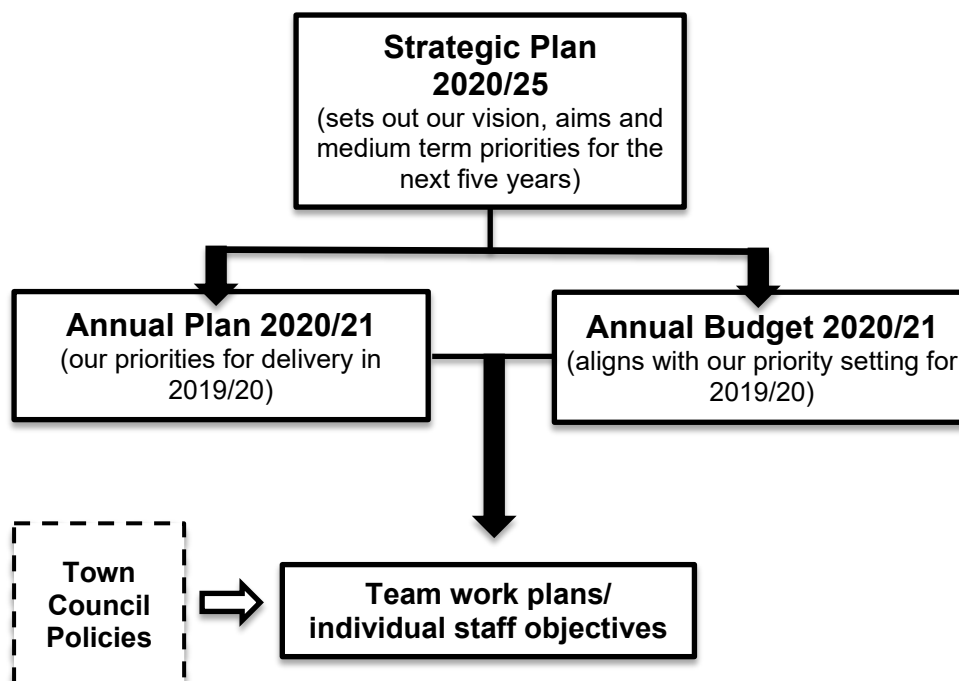 Strategic Plan
2020/25
(sets out our vision, aims and
medium term priorities for the
next five years)
Annual Plan 2020/21
(our priorities for delivery in
2019/20)
Annual Budget 2020/21
(aligns with our priority setting for
2019/20)
Town
Council
Policies
Team work plans/
individual staff objectives